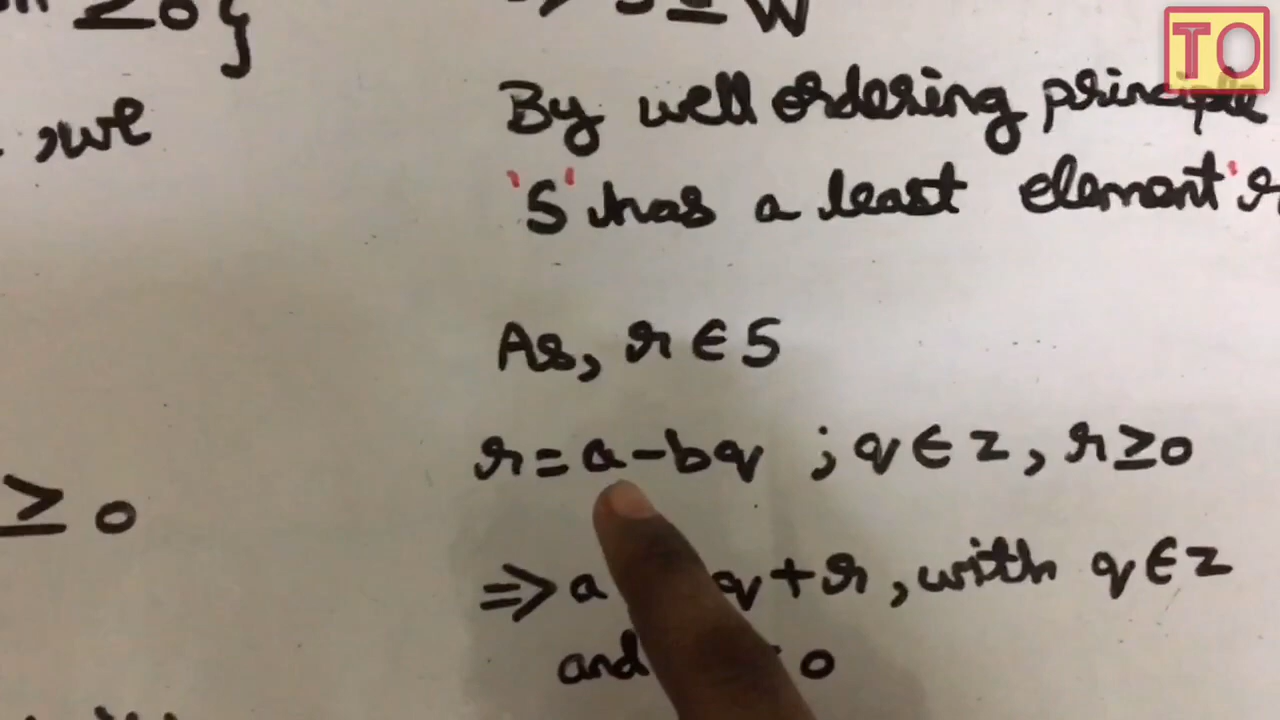 ≥0}
⇒ S ⊆ W
, we
By well ordering principle
'S' has a least element 'r
As, r ∈ S
r = a - bq ; q ∈ z, r ≥ 0
≥ 0
⇒ a q + r, with q ∈ z
and 0
TO